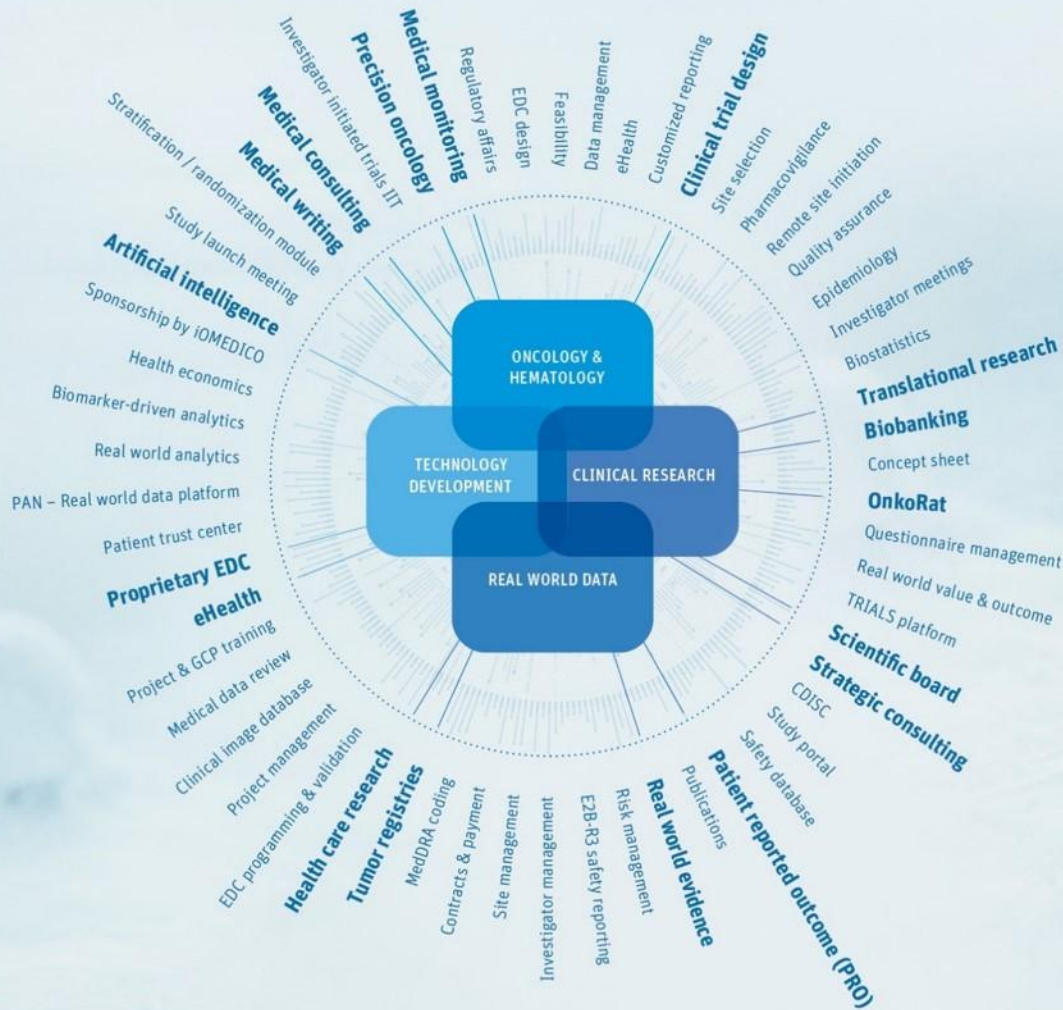 Medical monitoring
Regulatory affairs
EDC design
Feasibility
Data management
eHealth
Customized reporting
Clinical trial design
Site selection
Pharmacovigilance
Remote site initiation
Quality assurance
Epidemiology
Investigator meetings
Biostatistics
Translational research
Biobanking
Concept sheet
OnkoRat
Questionnaire management
Real world value & outcome
TRIALS platform
Scientific board
Strategic consulting
CDISC
Study portal
Safety database
Patient reported outcome (PRO)
Publications
Real world evidence
Risk management
E2B-R3 safety reporting
Investigator management
Site management
Contracts & payment
MedDRA coding
Tumor registries
Health care research
EDC programming & validation
Project management
Clinical image database
Medical data review
Project & GCP training
eHealth
Proprietary EDC
Patient trust center
PAN – Real world data platform
Real world analytics
Biomarker-driven analytics
Health economics
Sponsorship by iOMEDICO
Artificial intelligence
Study launch meeting
Stratification / randomization module
Medical writing
Medical consulting
Investigator initiated trials IIT
Precision oncology
ONCOLOGY &
HEMATOLOGY
TECHNOLOGY
DEVELOPMENT
CLINICAL RESEARCH
REAL WORLD DATA